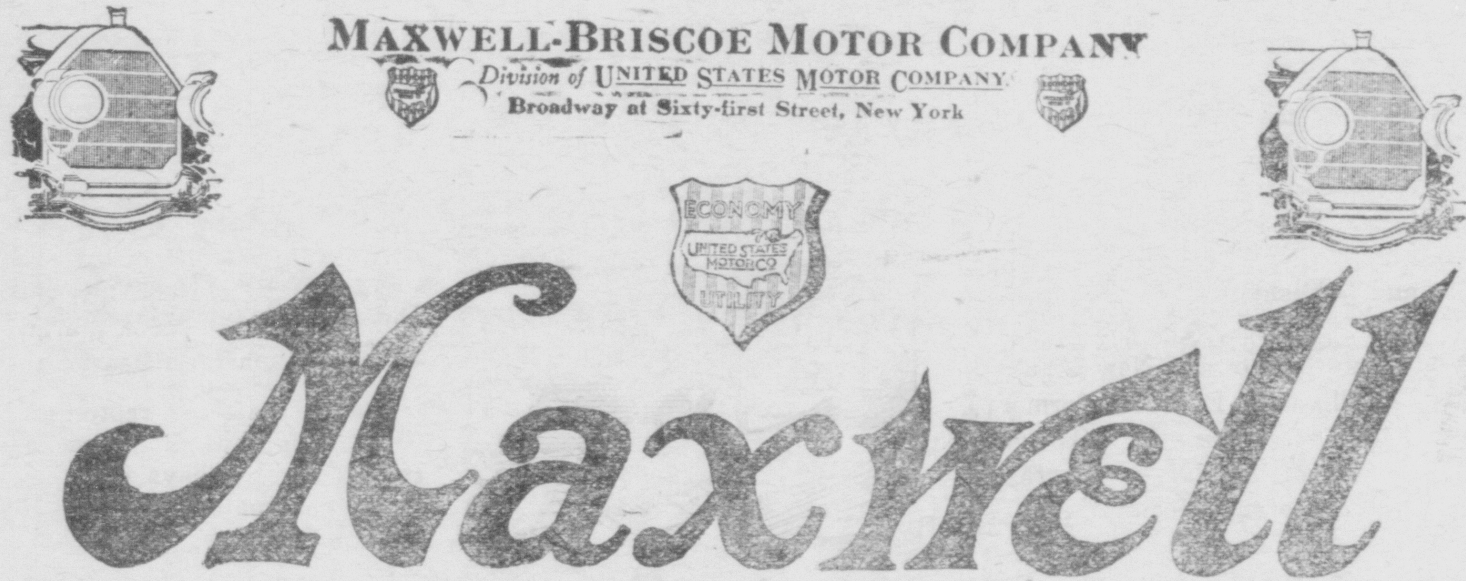 MAXWELL-BRISCOE MOTOR COMPANY
Division of UNITED STATES MOTOR COMPANY
Broadway at Sixty-first Street, New York
ECONOMY
UNITED STATES
MOTOR CO
UTILITY
Maxwell